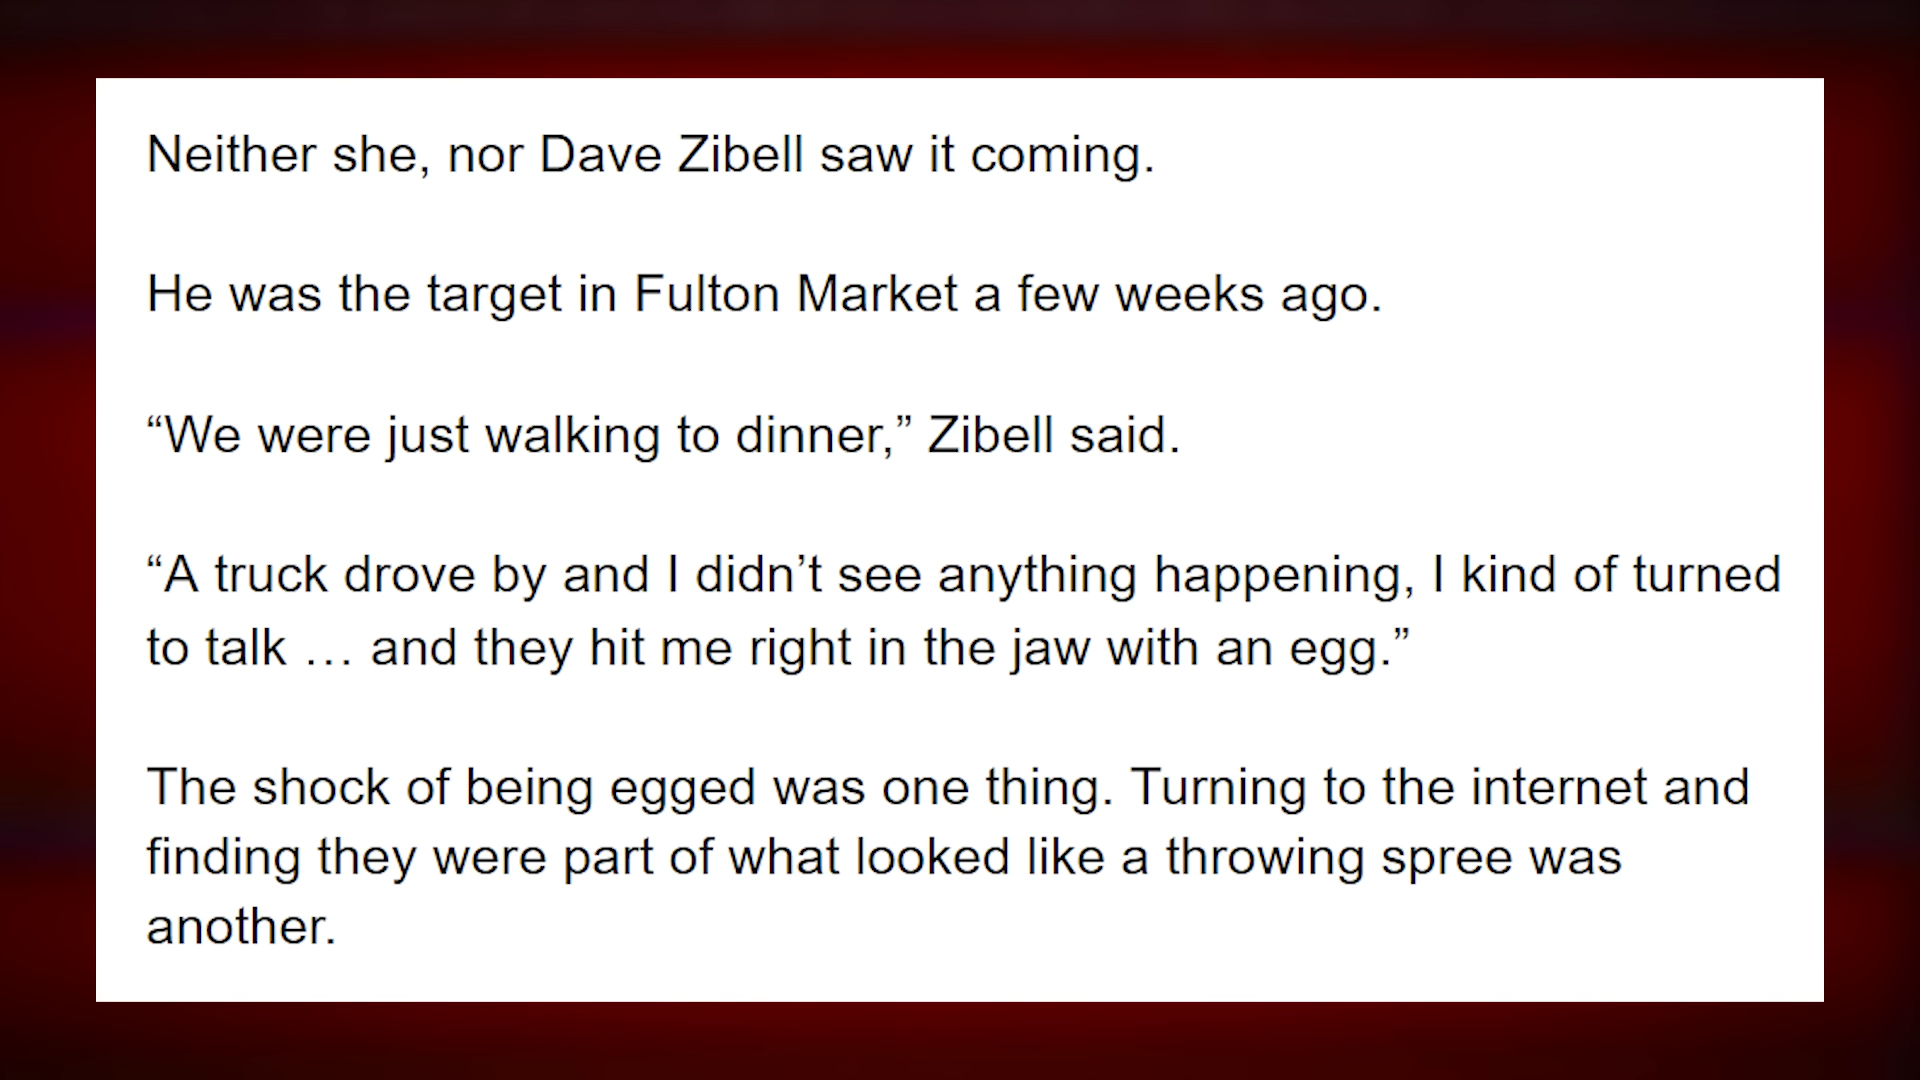 Neither she, nor Dave Zibell saw it coming.
He was the target in Fulton Market a few weeks ago.
“We were just walking to dinner,” Zibell said.
“A truck drove by and I didn’t see anything happening, I kind of turned
to talk … and they hit me right in the jaw with an egg.”
The shock of being egged was one thing. Turning to the internet and
finding they were part of what looked like a throwing spree was
another.